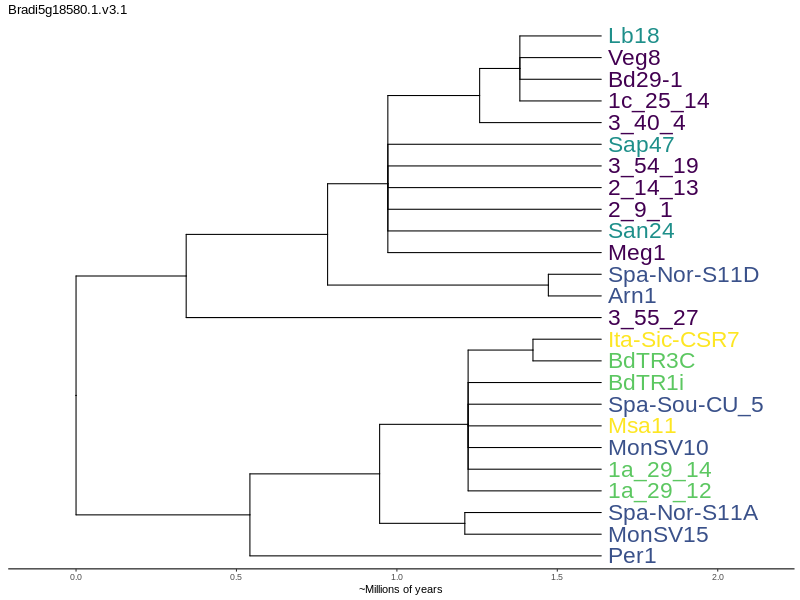 Bradi5g18580.1.v3.1
Lb18
Veg8
Bd29-1
1c_25_14
3_40_4
Sap47
3_54_19
2_14_13
2_9_1
San24
Meg1
Spa-Nor-S11D
Arn1
3_55_27
Ita-Sic-CSR7
BdTR3C
BdTR1i
Spa-Sou-CU_5
Msa11
MonSV10
1a_29_14
1a_29_12
Spa-Nor-S11A
MonSV15
Per1
0.0 0.5 1.0 1.5 2.0
~Millions of years